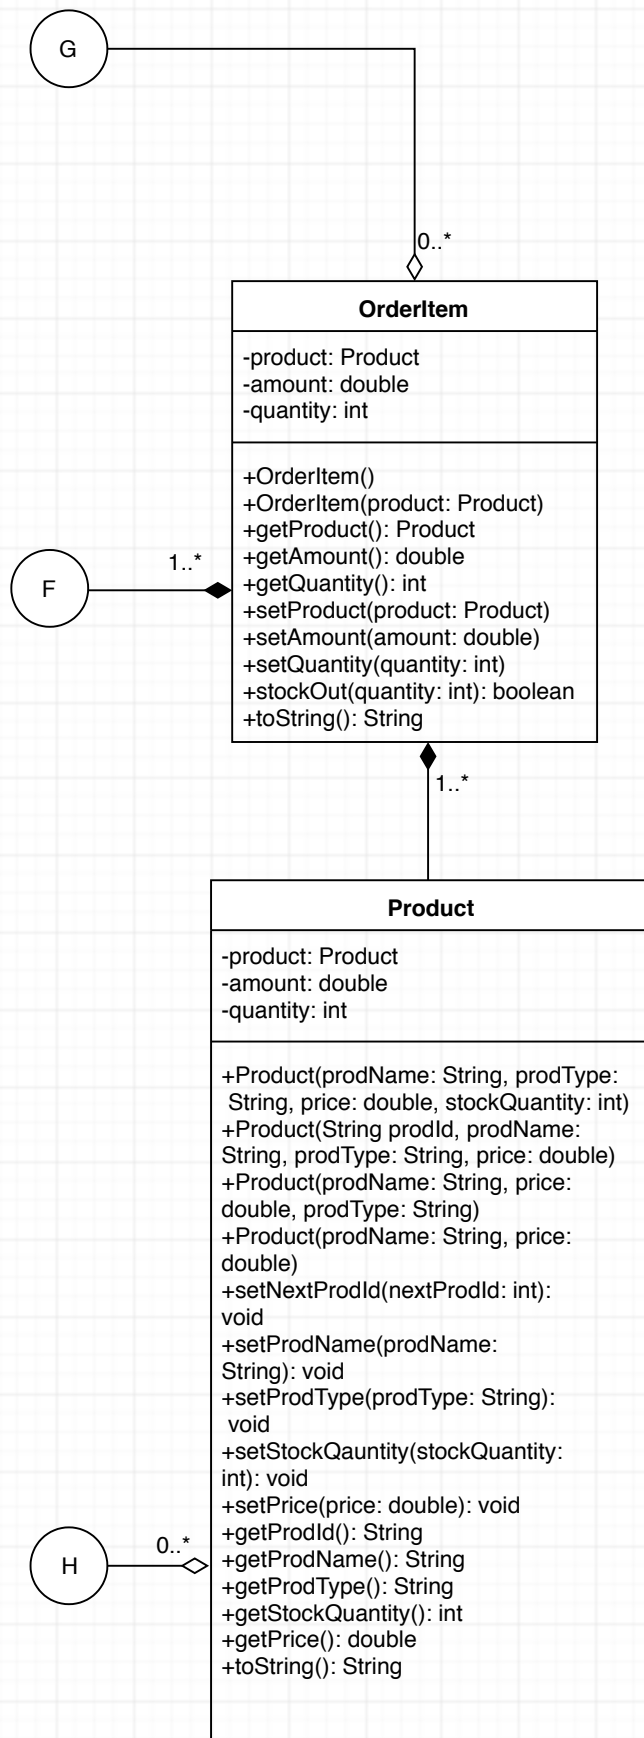 G
0..*
OrderItem
-product: Product
-amount: double
-quantity: int
+OrderItem()
+OrderItem(product: Product)
+getProduct(): Product
+getAmount(): double
+getQuantity(): int
+setProduct(product: Product)
+setAmount(amount: double)
+setQuantity(quantity: int)
+stockOut(quantity: int): boolean
+toString(): String
1..*
F
1..*
Product
-product: Product
-amount: double
-quantity: int
+Product(prodName: String, prodType:
String, price: double, stockQuantity: int)
+Product(String prodId, prodName:
String, prodType: String, price: double)
+Product(prodName: String, price:
double, prodType: String)
+Product(prodName: String, price:
double)
+setNextProdId(nextProdId: int):
void
+setProdName(prodName:
String): void
+setProdType(prodType: String):
void
+setStockQauntity(stockQuantity:
int): void
+setPrice(price: double): void
+getProdId(): String
+getProdName(): String
+getProdType(): String
+getStockQuantity(): int
+getPrice(): double
+toString(): String
0..*
H